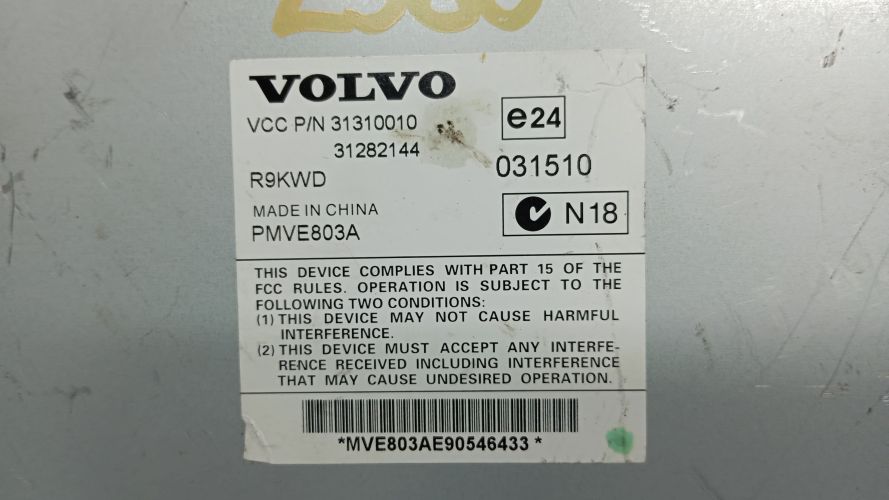 VOLVO
VCC P/N 31310010
31282144
e24
031510
R9KWD
N18
MADE IN CHINA
PMVE803A
THIS DEVICE COMPLIES WITH PART 15 OF THE
FCC RULES. OPERATION IS SUBJECT TO THE
FOLLOWING TWO CONDITIONS:
(1) THIS DEVICE MAY NOT CAUSE HARMFUL
INTERFERENCE.
(2) THIS DEVICE MUST ACCEPT ANY INTERFE-
RENCE RECEIVED INCLUDING INTERFERENCE
THAT MAY CAUSE UNDESIRED OPERATION.
*MVE803AE90546433*